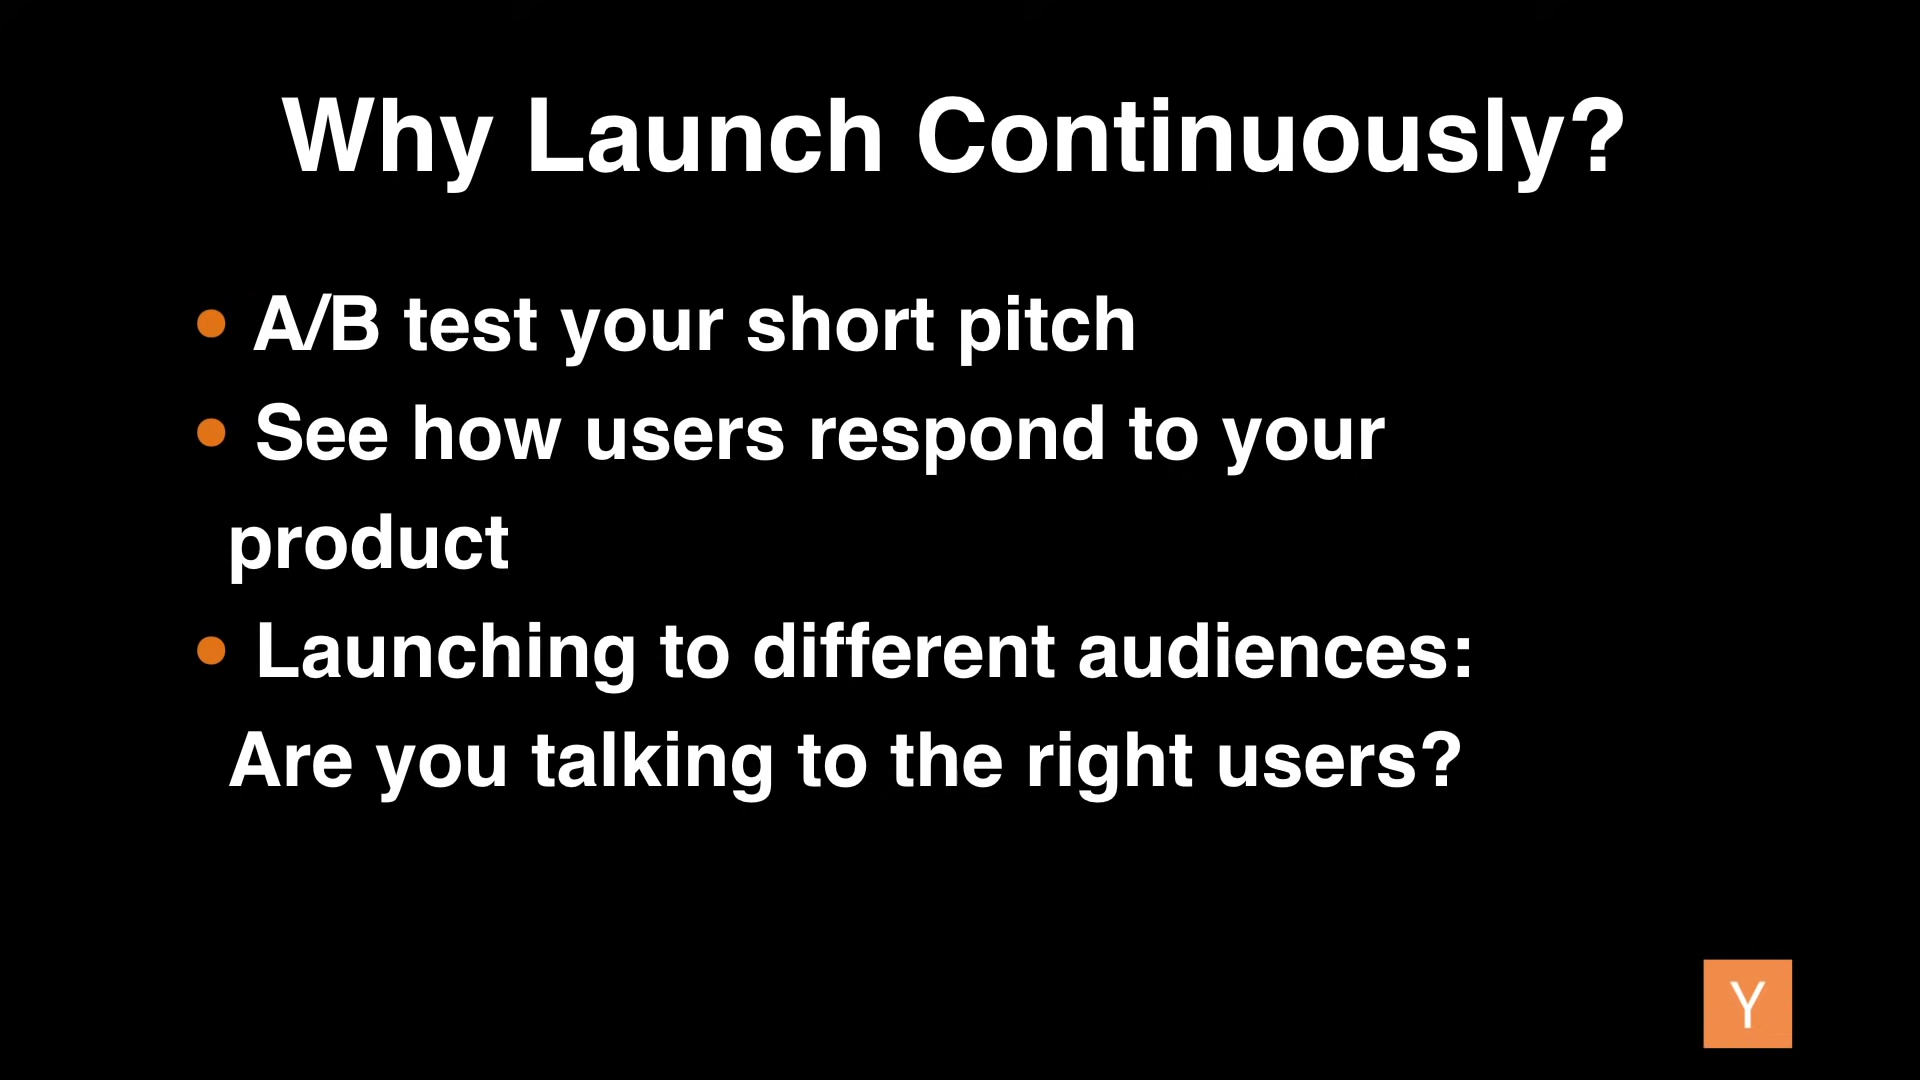 Why Launch Continuously?
• A/B test your short pitch
• See how users respond to your
product
• Launching to different audiences:
Are you talking to the right users?
Y